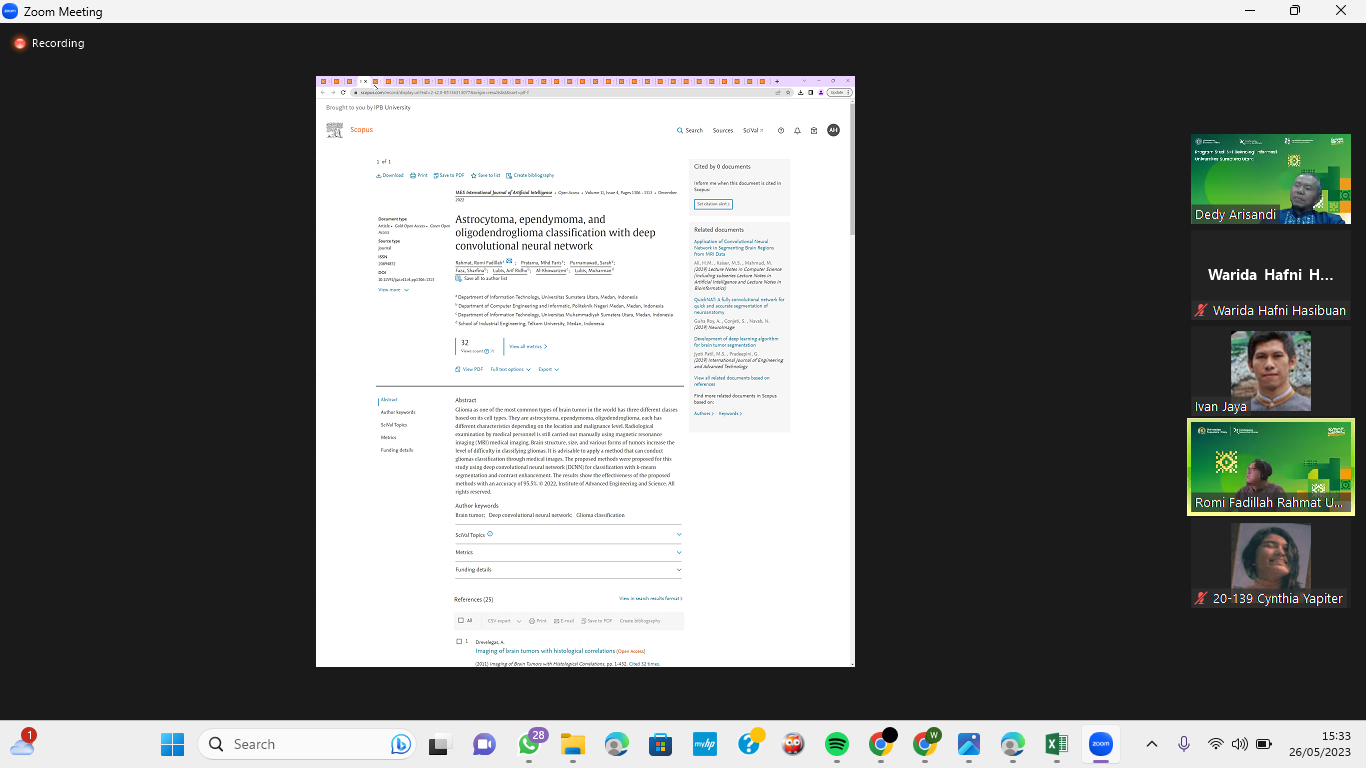 Zoom Meeting
Recording
Brought to you by IPB University
Scopus
Search Sources SciVal
AH
1 of 1
Download Print Save to PDF Save to list Create bibliography
IAES International Journal of Artificial Intelligence • Open Access • Volume 11, Issue 4, Pages 1306 - 1313 • December
2022
Document type
Article • Gold Open Access • Green Open
Access
Source type
Journal
ISSN
20894872
DOI
View more
Astrocytoma, ependymoma, and
oligodendroglioma classification with deep
convolutional neural network
Rahmat, Romi Fadillah; Pratama, Mhd Faris; Purnamawati, Sarah;
Faza, Sharfina; Lubis, Arif Ridho; Al-Khowarizmi; Lubis, Muharman
Save all to author list
a Department of Information Technology, Universitas Sumatera Utara, Medan, Indonesia
b Department of Computer Engineering and Informatic, Politeknik Negeri Medan, Medan, Indonesia
c Department of Information Technology, Universitas Muhammadiyah Sumatera Utara, Medan, Indonesia
d School of Industrial Engineering, Telkom University, Medan, Indonesia
32
Views count
View all metrics
View PDF Full text options Export
Abstract
Author keywords
SciVal Topics
Metrics
Funding details
Abstract
Glioma as one of the most common types of brain tumor in the world has three different classes
based on its cell types. They are astrocytoma, ependymoma, oligodendroglioma, each has
different characteristics depending on the location and malignance level. Radiological
examination by medical personnel is still carried out manually using magnetic resonance
imaging (MRI) medical imaging. Brain structure, size, and various forms of tumors increase the
level of difficulty in classifying gliomas. It is advisable to apply a method that can conduct
gliomas classification through medical images. The proposed methods were proposed for this
study using deep convolutional neural network (DCNN) for classification with k-means
segmentation and contrast enhancement. The results show the effectiveness of the proposed
methods with an accuracy of 95.5%. © 2022, Institute of Advanced Engineering and Science. All
rights reserved.
Author keywords
Brain tumor; Deep convolutional neural network; Glioma classification
SciVal Topics
Metrics
Funding details
References (25)
View in search results format
All CSV export Print E-mail Save to PDF Create bibliography
1 Drevelegas, A.
Imaging of brain tumors with histological correlations (Open Access)
(2011) Imaging of Brain Tumors with Histological Correlations, pp. 1-432. Cited 32 times.
Cited by 0 documents
Inform me when this document is cited in
Scopus:
Set citation alert
Related documents
Application of Convolutional Neural
Network in Segmenting Brain Regions
from MRI Data
Ali, H.M., Kaiser, M.S., Mahmud, M.
(2019) Lecture Notes in Computer Science
(including subseries Lecture Notes in
Artificial Intelligence and Lecture Notes in
Bioinformatics)
QuickNAT: A fully convolutional network for
quick and accurate segmentation of
neuroanatomy
Guha Roy, A., Conjeti, S., Navab, N.
(2019) NeuroImage
Development of deep learning algorithm
for brain tumor segmentation
Jyoti Patil, M.S., Pradeepini, G.
(2019) International Journal of Engineering
and Advanced Technology
View all related documents based on
references
Find more related documents in Scopus
based on:
Authors Keywords
Program Studi S-1 Teknologi Informasi
Universitas Sumatera Utara
Dedy Arisandi
Warida Hafni H...
Warida Hafni Hasibuan
Ivan Jaya
Romi Fadillah Rahmat U...
20-139 Cynthia Yapiter
1
Search
28
myhp
W
zoom
15:33
26/05/2023